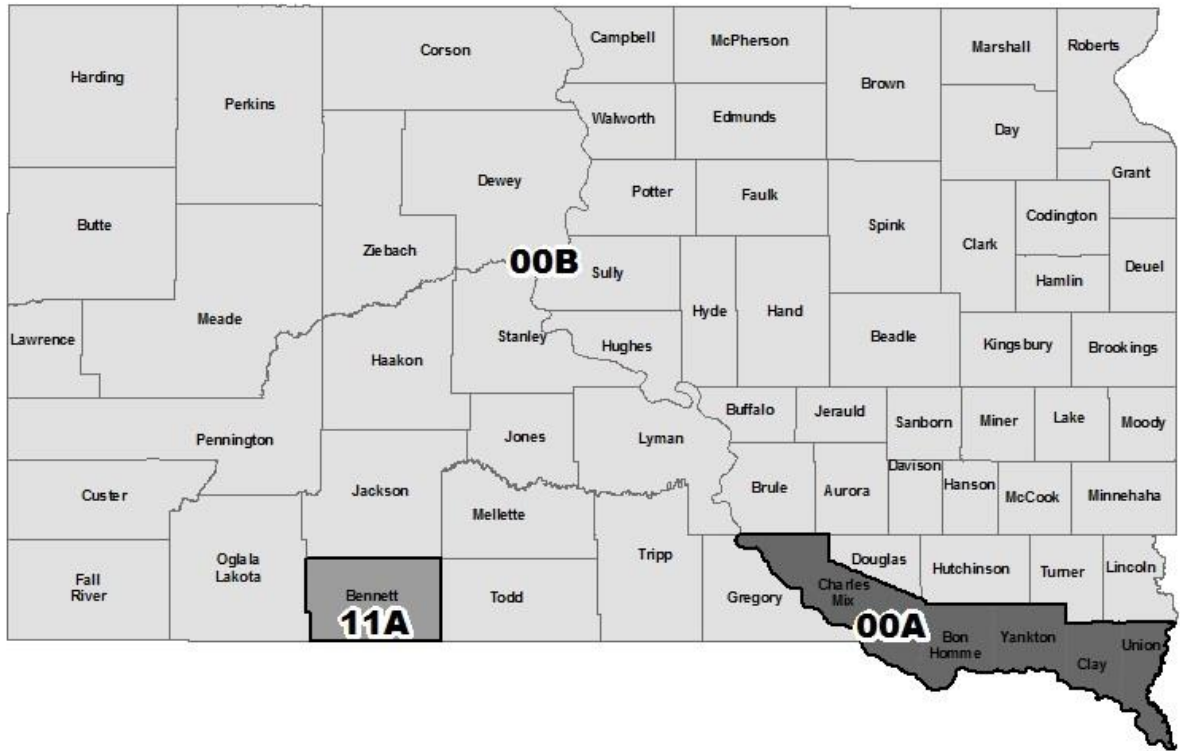 Campbell
McPherson
Marshall
Roberts
Corson
Harding
Perkins
Brown
Walworth
Edmunds
Day
Dewey
Potter
Faulk
Grant
Butte
Ziebach
Spink
Codington
Clark
00B
Sully
Deuel
Hamlin
Meade
Lawrence
Haakon
Stanley
Hughes
Hyde
Hand
Beadle
Kingsbury
Brookings
Buffalo
Jerauld
Sanborn
Miner
Lake
Moody
Pennington
Jones
Lyman
Davison
Custer
Jackson
Brule
Aurora
Hanson
McCook
Minnehaha
Mellette
Oglala
Lakota
Tripp
Douglas
Hutchinson
Turner
Lincoln
Fall
River
Bennett
11A
Todd
Gregory
Charles
Mix
00A
Bon
Homme
Yankton
Clay
Union